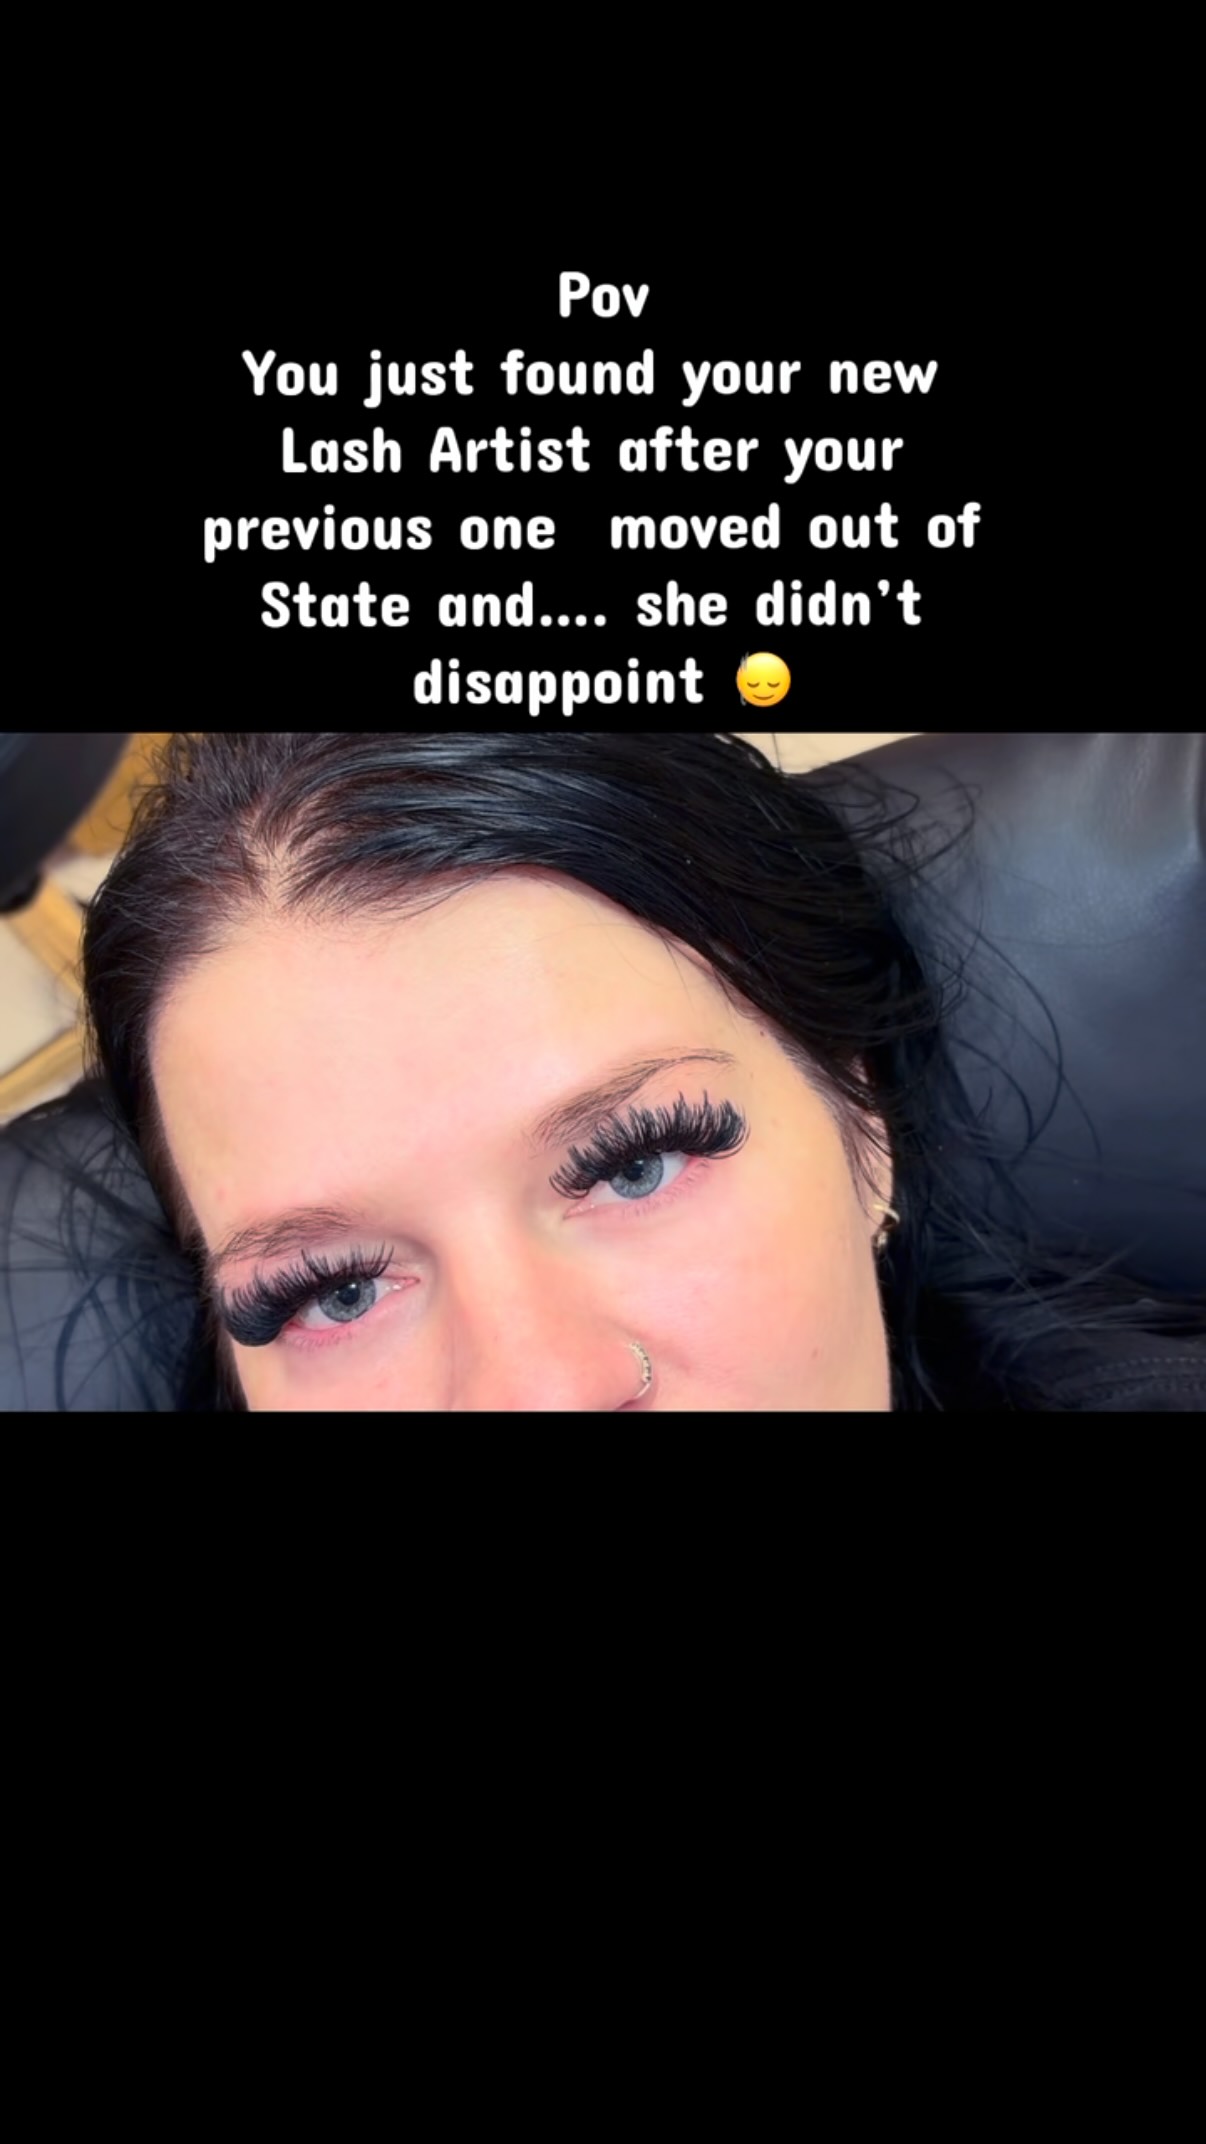 Pov
You just found your new
Lash Artist after your
previous one  moved out of
State and.... she didn’t
disappoint 😌